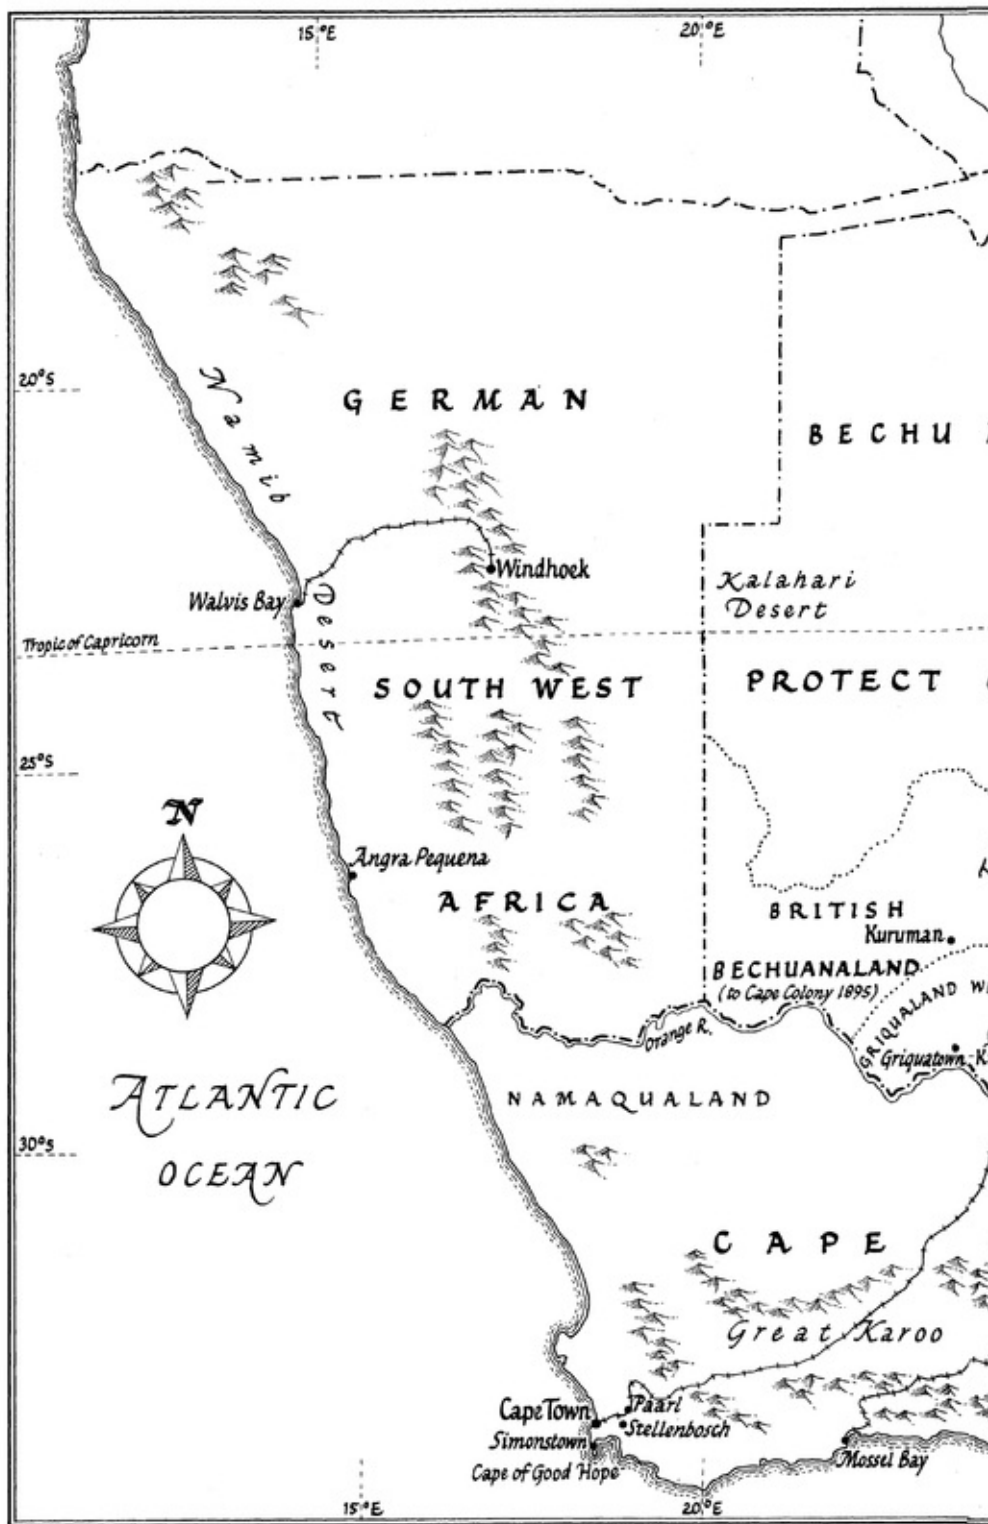 15°E
20°E
20°S
GERMAN
BECHU
Namib
Windhoek
Kalahari
Desert
Walvis Bay
Desert
Tropic of Capricorn
SOUTH WEST
PROTECT
25°S
N
Angra Pequena
AFRICA
BRITISH
Kuruman
BECHUANALAND
(to Cape Colony 1895)
GRIQUALAND W
Orange R.
Griquatown
NAMAQUALAND
ATLANTIC
OCEAN
30°S
CAPE
Great Karoo
Cape Town
Paarl
Stellenbosch
Simonstown
Cape of Good Hope
Mossel Bay
15°E
20°E